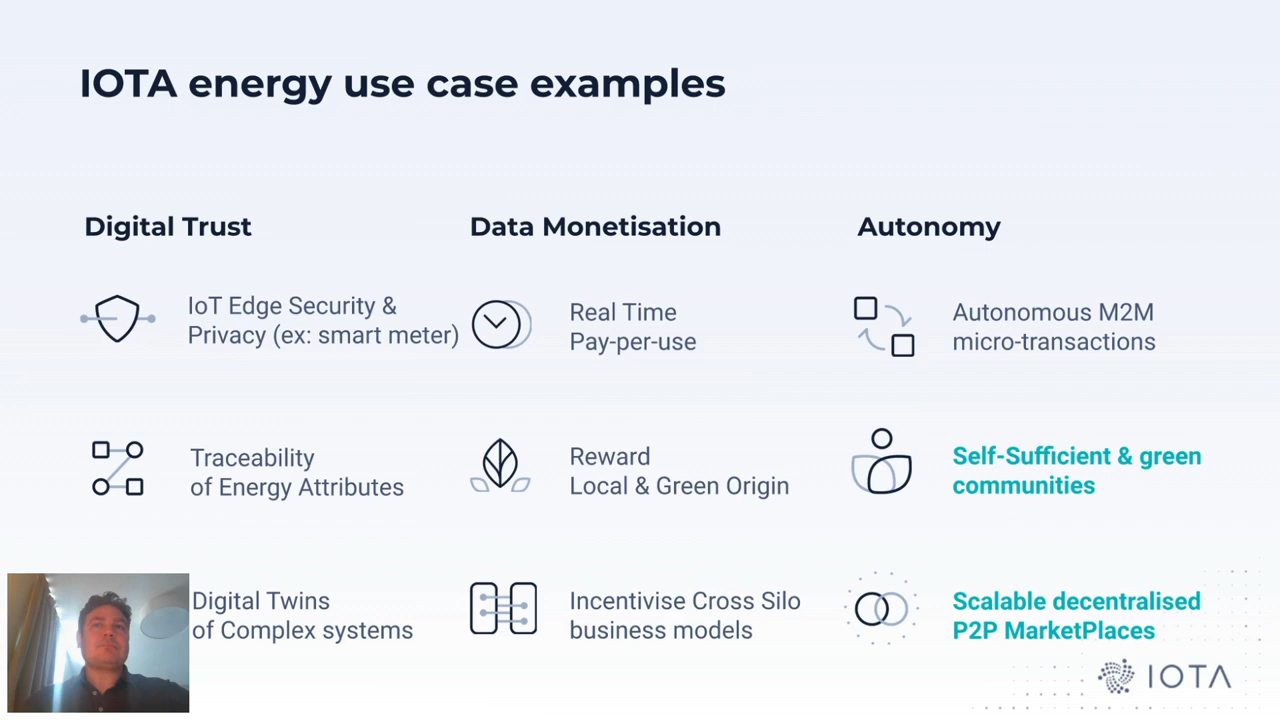 IOTA energy use case examples
Digital Trust
IoT Edge Security &
Privacy (ex: smart meter)
Traceability
of Energy Attributes
Digital Twins
of Complex systems
Data Monetisation
Real Time
Pay-per-use
Reward
Local & Green Origin
Incentivise Cross Silo
business models
Autonomy
Autonomous M2M
micro-transactions
Self-Sufficient & green
communities
Scalable decentralised
P2P MarketPlaces
IOTA